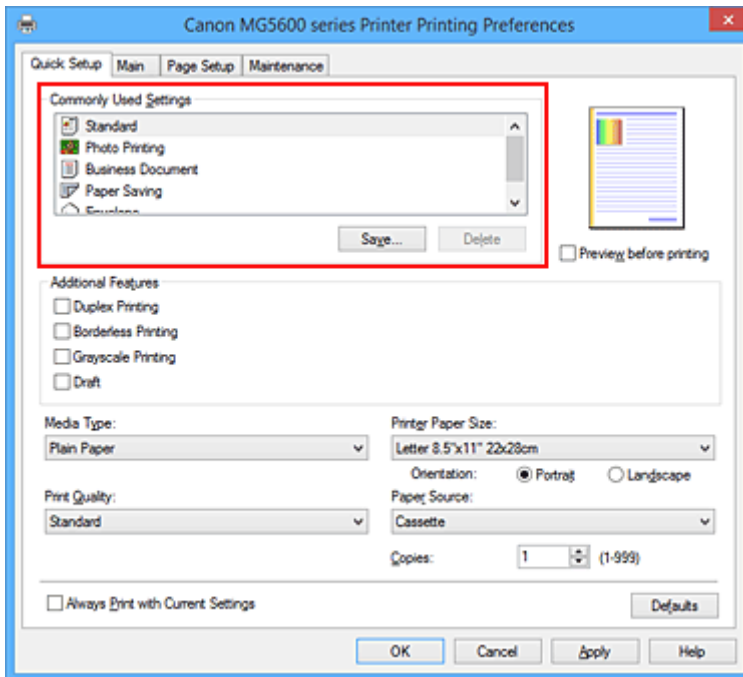 Canon MG5600 series Printer Printing Preferences
Quick Setup Main Page Setup Maintenance
Commonly Used Settings
Standard
Photo Printing
Business Document
Paper Saving
Envelope
Save... Delete
Preview before printing
Additional Features
Duplex Printing
Borderless Printing
Grayscale Printing
Draft
Media Type: Printer Paper Size:
Plain Paper Letter 8.5"x11" 22x28cm
Orientation: Portrait Landscape
Print Quality: Paper Source:
Standard Cassette
Copies: 1 (1-999)
Always Print with Current Settings Defaults
OK Cancel Apply Help